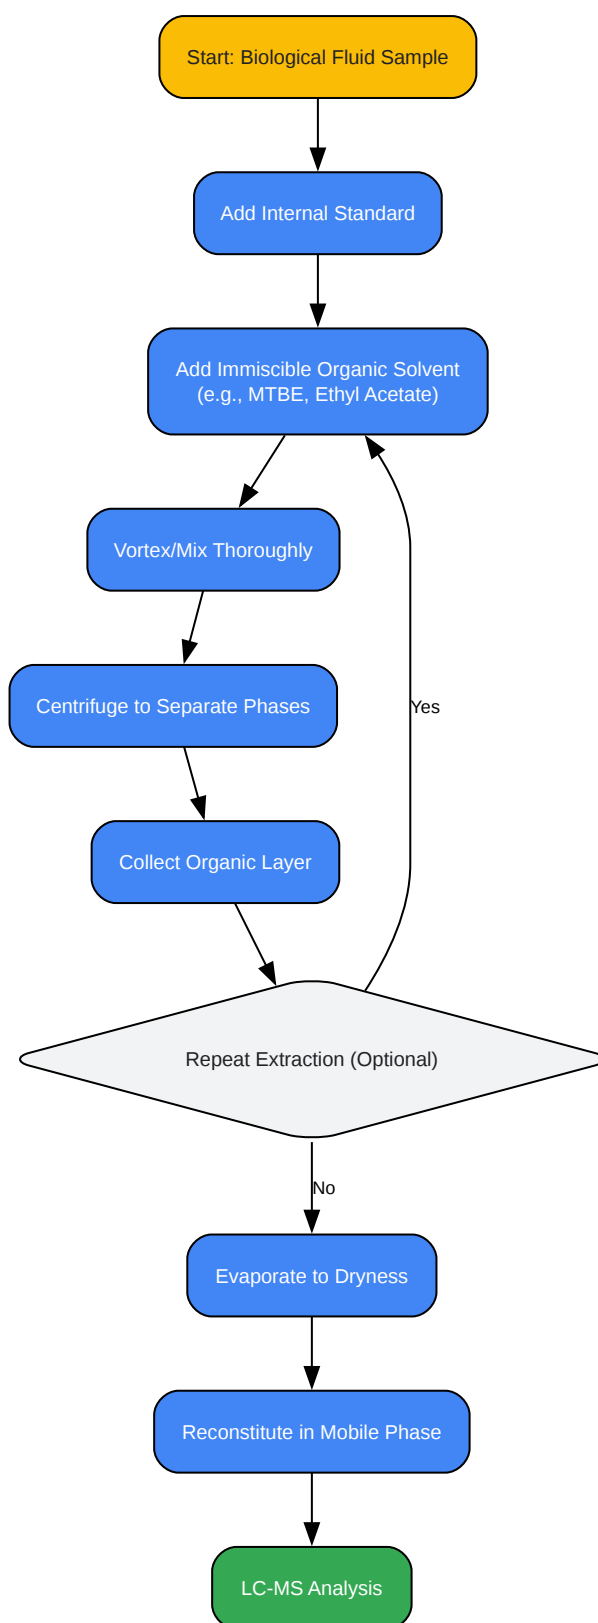 Start: Biological Fluid Sample
Add Internal Standard
Add Immiscible Organic Solvent
(e.g., MTBE, Ethyl Acetate)
Vortex/Mix Thoroughly
Centrifuge to Separate Phases
Yes
Collect Organic Layer
Repeat Extraction (Optional)
No
Evaporate to Dryness
Reconstitute in Mobile Phase
LC-MS Analysis